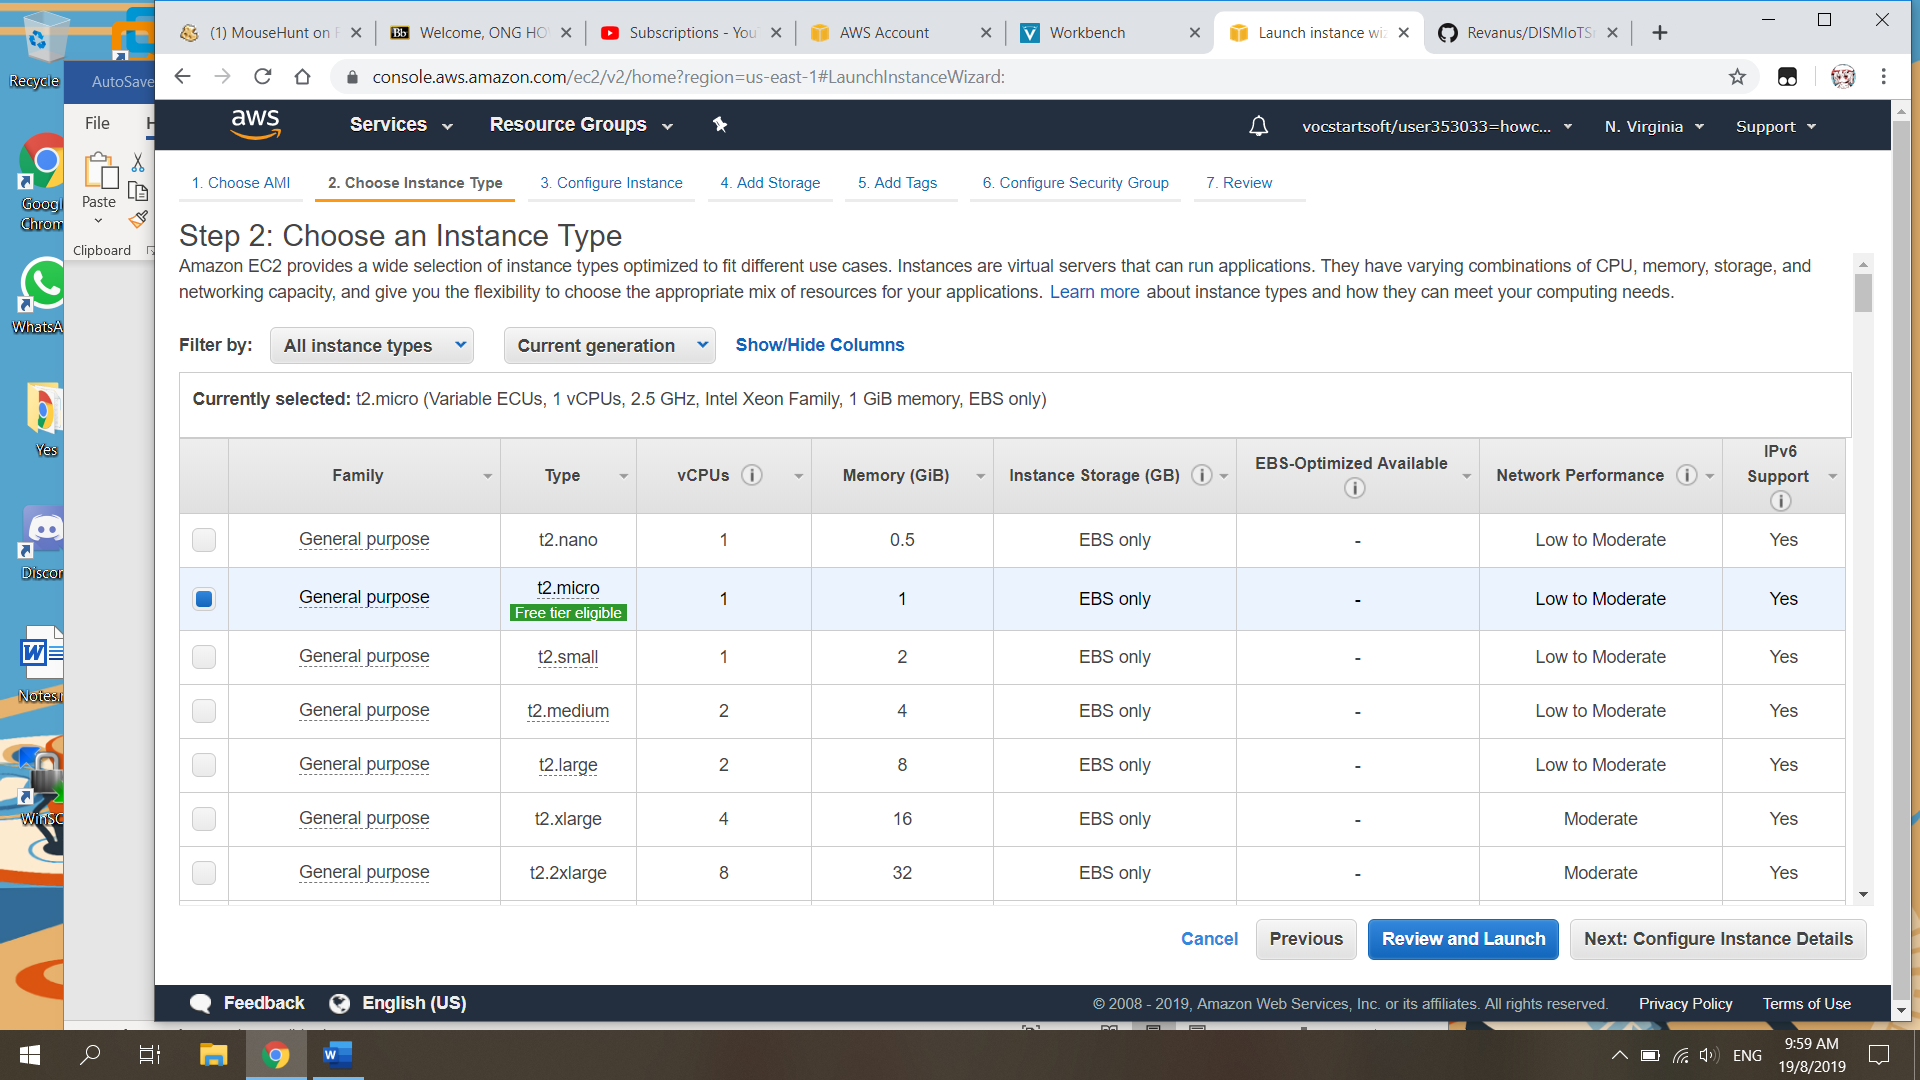 (1) MouseHunt on F
Welcome, ONG HO
Subscriptions - You
AWS Account
Workbench
Launch instance wi
Revanus/DISMIoTS
console.aws.amazon.com/ec2/v2/home?region=us-east-1#LaunchInstanceWizard:
Recycle
AutoSave
File
Paste
Clipboard
Googl
Chrom
WhatsA
Yes
Discor
Notes.r
WinSC
aws
Services
Resource Groups
vocstartsoft/user353033=howc...
N. Virginia
Support
1. Choose AMI
2. Choose Instance Type
3. Configure Instance
4. Add Storage
5. Add Tags
6. Configure Security Group
7. Review
Step 2: Choose an Instance Type
Amazon EC2 provides a wide selection of instance types optimized to fit different use cases. Instances are virtual servers that can run applications. They have varying combinations of CPU, memory, storage, and
networking capacity, and give you the flexibility to choose the appropriate mix of resources for your applications. Learn more about instance types and how they can meet your computing needs.
Filter by: All instance types Current generation Show/Hide Columns
Currently selected: t2.micro (Variable ECUs, 1 vCPUs, 2.5 GHz, Intel Xeon Family, 1 GiB memory, EBS only)
Family Type vCPUs Memory (GiB) Instance Storage (GB) EBS-Optimized Available Network Performance IPv6 Support
General purpose t2.nano 1 0.5 EBS only - Low to Moderate Yes
General purpose t2.micro 1 1 EBS only - Low to Moderate Yes
Free tier eligible
General purpose t2.small 1 2 EBS only - Low to Moderate Yes
General purpose t2.medium 2 4 EBS only - Low to Moderate Yes
General purpose t2.large 2 8 EBS only - Low to Moderate Yes
General purpose t2.xlarge 4 16 EBS only - Moderate Yes
General purpose t2.2xlarge 8 32 EBS only - Moderate Yes
Cancel Previous Review and Launch Next: Configure Instance Details
Feedback English (US)
© 2008 - 2019, Amazon Web Services, Inc. or its affiliates. All rights reserved. Privacy Policy Terms of Use
ENG
9:59 AM
19/8/2019